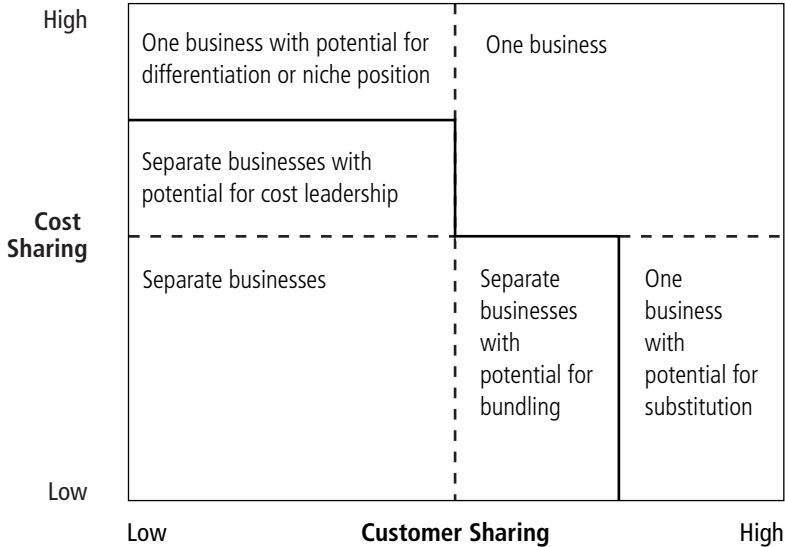 High
One business with potential for
differentiation or niche position
One business
Separate businesses with
potential for cost leadership
Cost
Sharing
Separate businesses
Separate
businesses
with
potential for
bundling
One
business
with
potential for
substitution
Low
Low
Customer Sharing
High